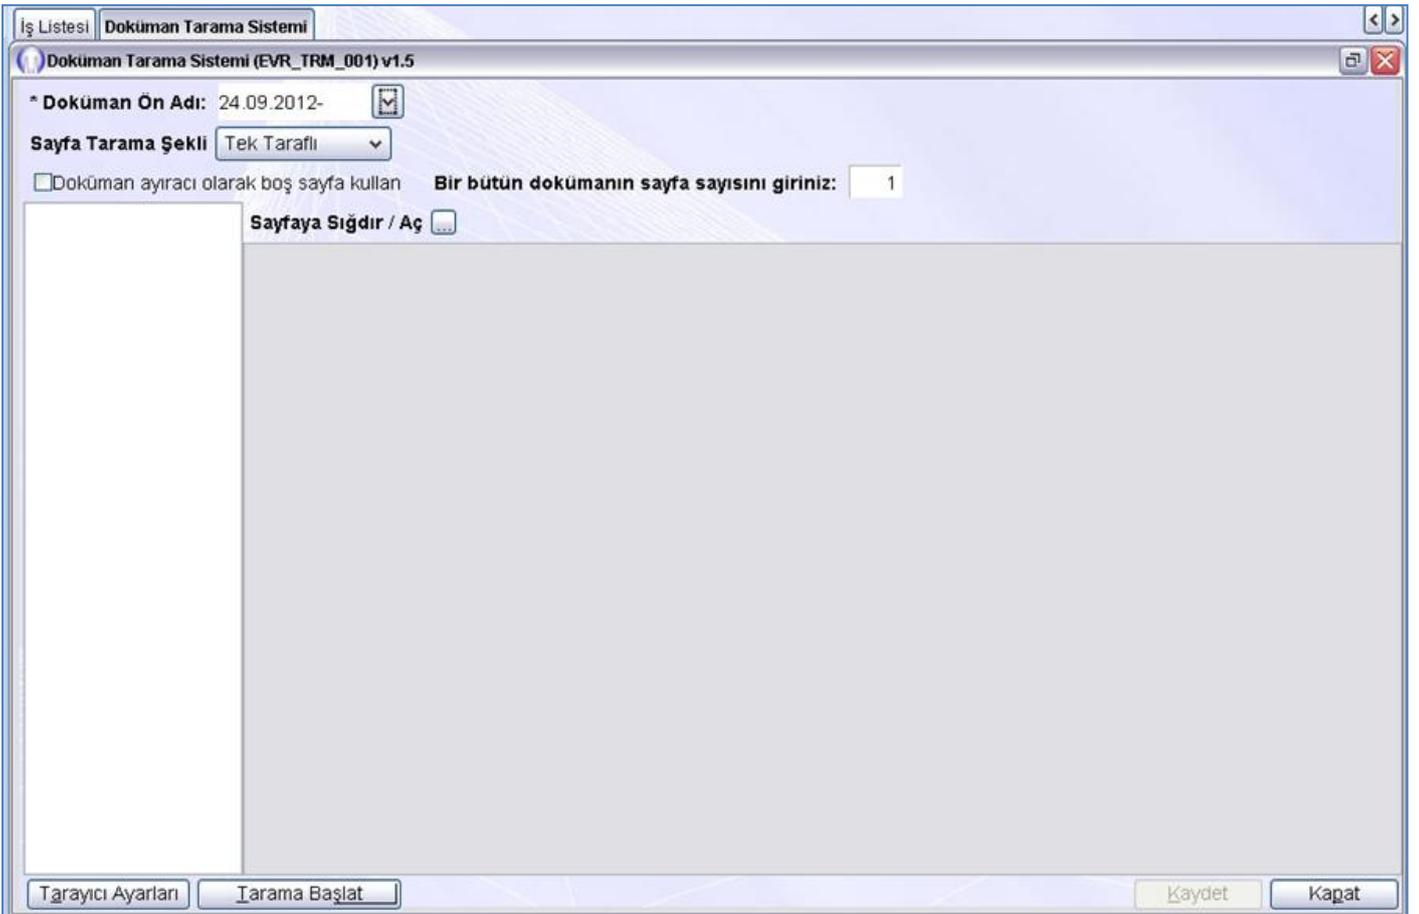 İş Listesi Doküman Tarama Sistemi
Doküman Tarama Sistemi (EVR_TRM_001) v1.5
* Doküman Ön Adı: 24.09.2012-
Sayfa Tarama Şekli Tek Taraflı
Doküman ayıracı olarak boş sayfa kullan Bir bütün dokümanın sayfa sayısını giriniz: 1
Sayfaya Sığdır / Aç ...
Tarayıcı Ayarları Tarama Başlat Kaydet Kapat